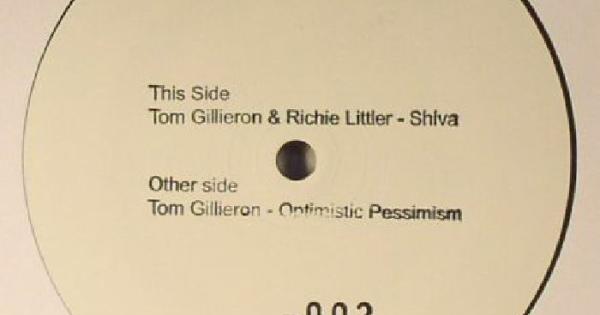 This Side
Tom Gillieron & Richie Littler - Shiva
Other side
Tom Gillieron - Optimistic Pessimism